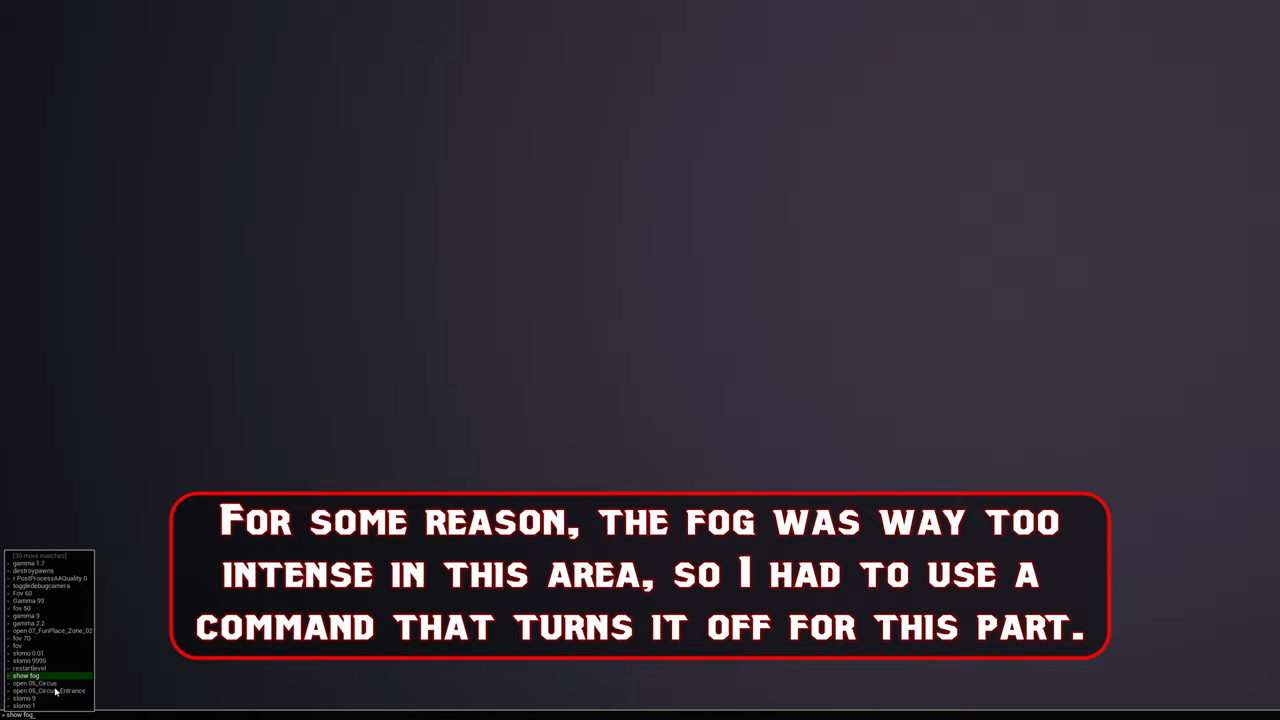 For some reason, the fog was way too
intense in this area, so I had to use a
command that turns it off for this part.
[30 more matches]
> gamma 1.7
> destroypawns
> r.PostProcessAAQuality 0
> toggledebugcamera
> Fov 60
> Gamma 99
> fov 50
> gamma 9
> gamma 2.2
> open 07_FunPlace_Zone_02
> fov 70
> fov
> slomo 0.01
> slomo 9999
> restartlevel
> show fog
> open 05_Circus
> open 05_Circus_Entrance
> slomo 9
> slomo 1
> show fog_